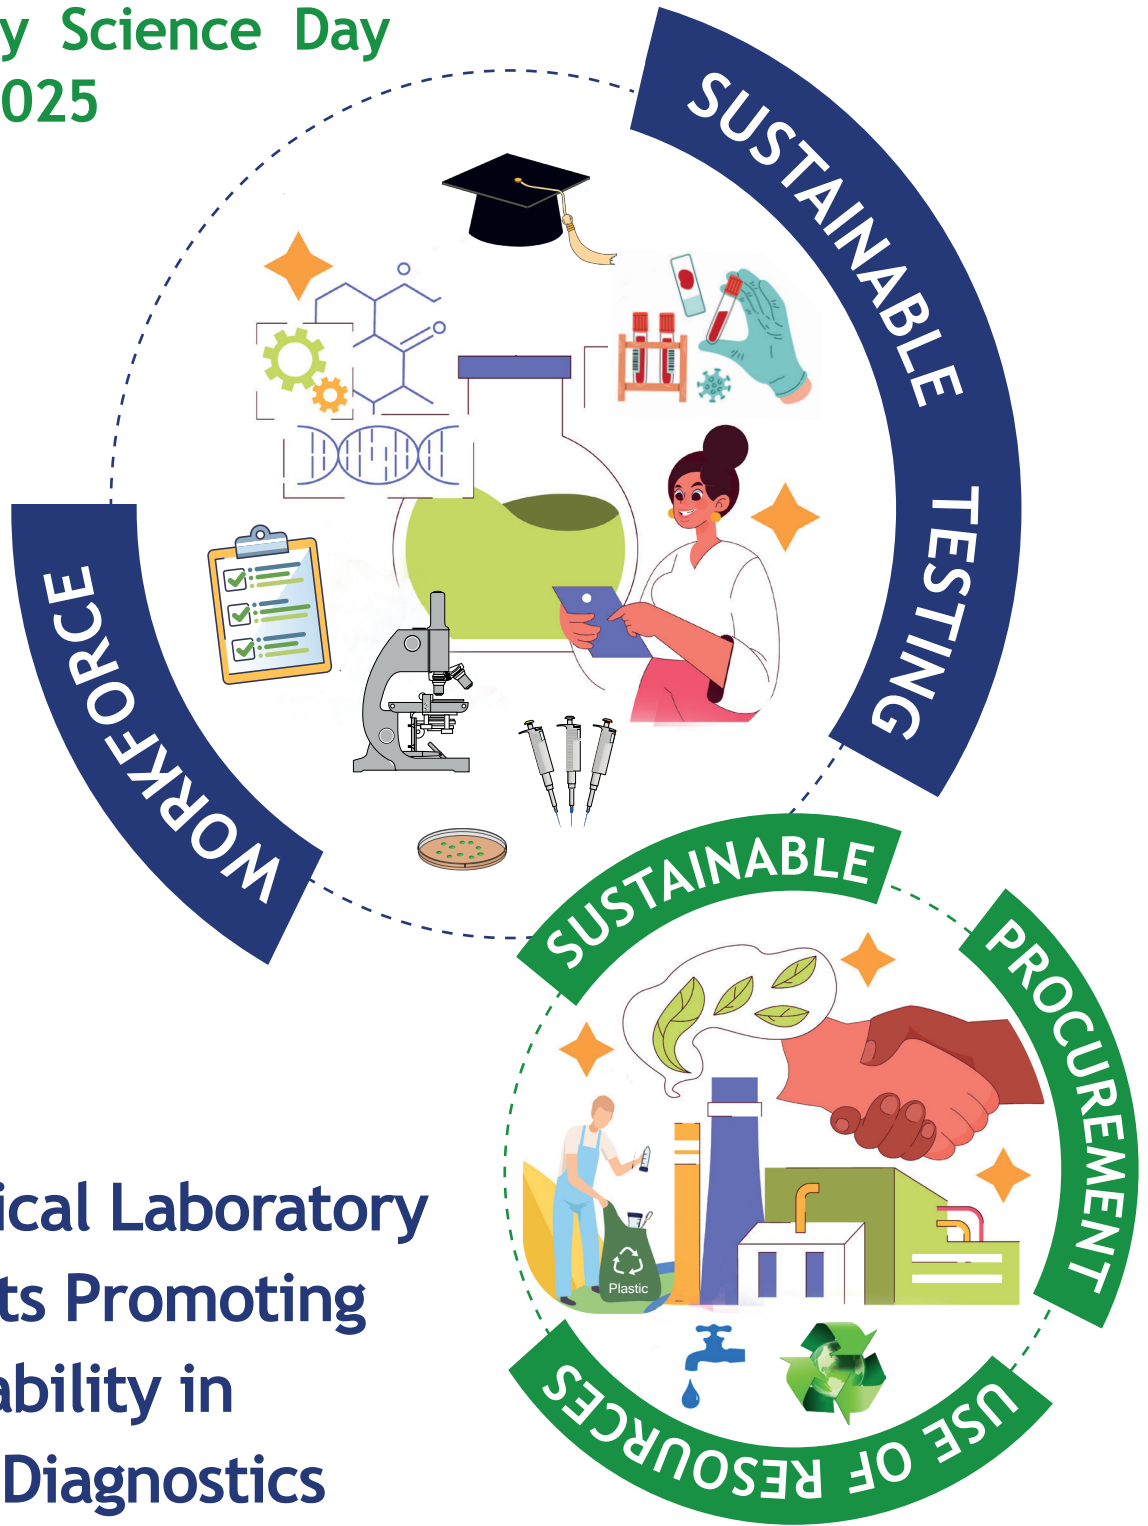 y Science Day
025
SUSTAINABLE TESTING
WORKFORCE
SUSTAINABLE
PROCUREMENT
Plastic
USE OF RESOURCES
ical Laboratory
ts Promoting
ability in
Diagnostics